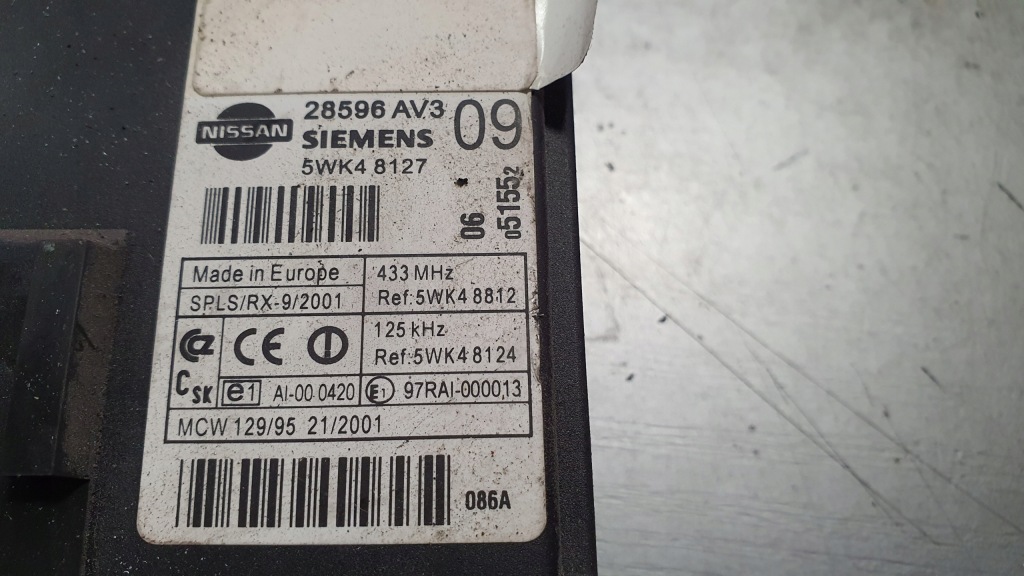 NISSAN
28596 AV3
SIEMENS
5WK4 8127
09
06
051552
Made in Europe
433 MHz
SPLS/RX-9/2001
Ref:5WK4 8812
125 kHz
Ref:5WK4 8124
CE
CSK
e1
AI-00 0420
E1
97RAI-000013
MCW 129/95 21/2001
086A